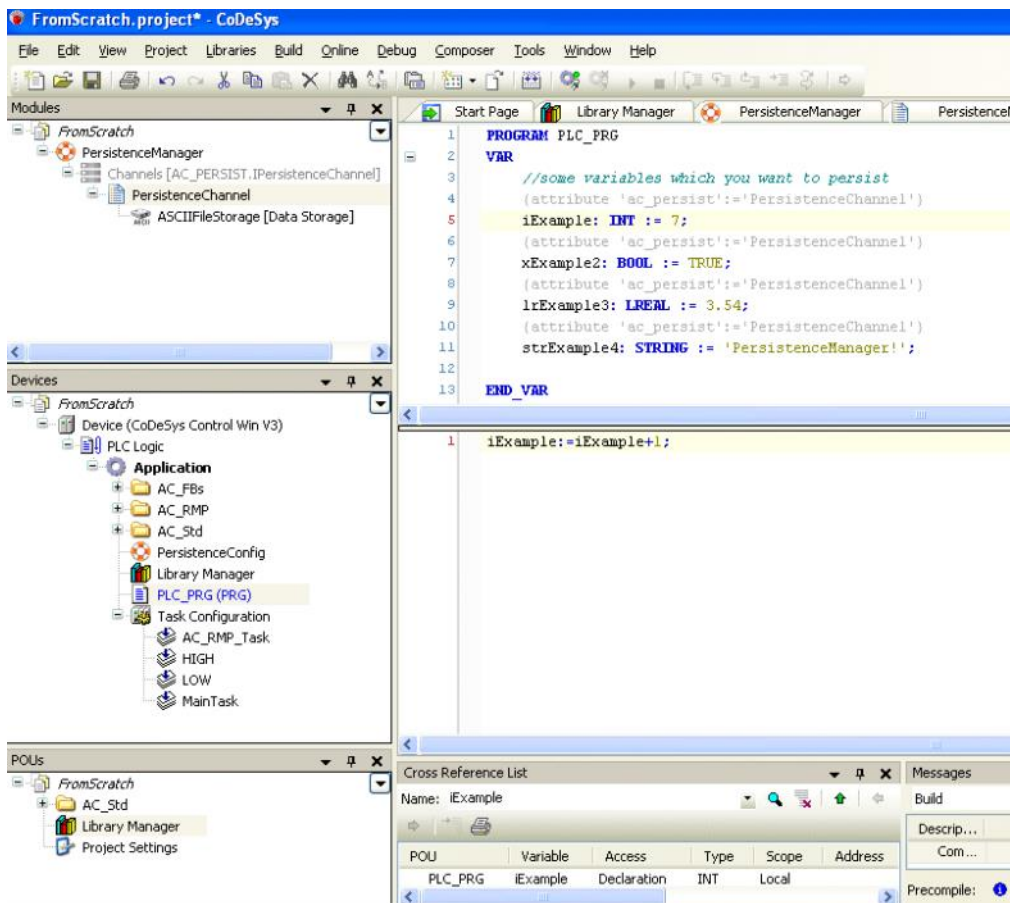 FromScratch.project* - CoDeSys
File Edit View Project Libraries Build Online Debug Composer Tools Window Help
Modules
FromScratch
PersistenceManager
Channels [AC_PERSIST.IPersistenceChannel]
PersistenceChannel
ASCIIFileStorage [Data Storage]
Devices
FromScratch
Device (CoDeSys Control Win V3)
PLC Logic
Application
AC_FBs
AC_RMP
AC_Std
PersistenceConfig
Library Manager
PLC_PRG (PRG)
Task Configuration
AC_RMP_Task
HIGH
LOW
MainTask
POUs
FromScratch
AC_Std
Library Manager
Project Settings
Start Page Library Manager PersistenceManager Persistence
1 PROGRAM PLC_PRG
2 VAR
3 //some variables which you want to persist
4 {attribute 'ac_persist':='PersistenceChannel'}
5 iExample: INT := 7;
6 {attribute 'ac_persist':='PersistenceChannel'}
7 xExample2: BOOL := TRUE;
8 {attribute 'ac_persist':='PersistenceChannel'}
9 lrExample3: LREAL := 3.54;
10 {attribute 'ac_persist':='PersistenceChannel'}
11 strExample4: STRING := 'PersistenceManager!';
12
13 END_VAR
1 iExample:=iExample+1;
Cross Reference List
Name: iExample
POU Variable Access Type Scope Address
PLC_PRG iExample Declaration INT Local
Messages
Build
Descrip...
Com...
Precompile: